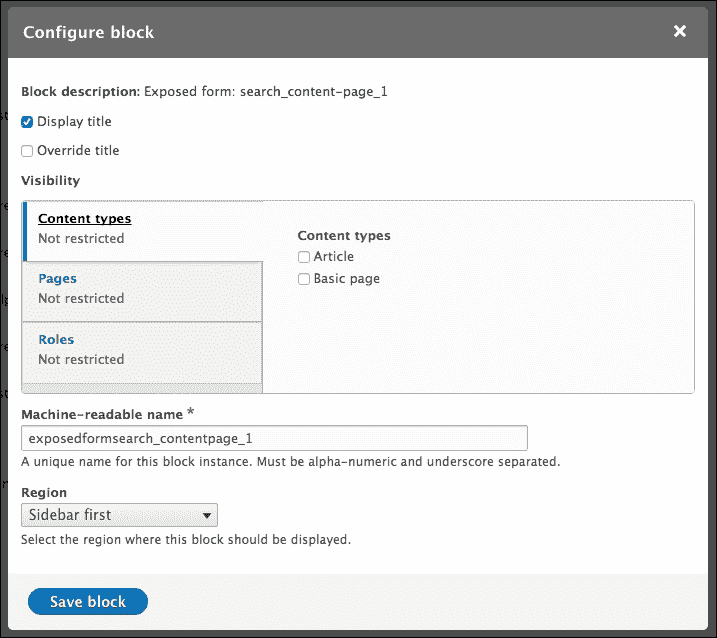 Configure block
Block description: Exposed form: search_content-page_1
Display title
Override title
Visibility
Content types
Not restricted
Pages
Not restricted
Roles
Not restricted
Content types
Article
Basic page
Machine-readable name *
exposedformsearch_contentpage_1
A unique name for this block instance. Must be alpha-numeric and underscore separated.
Region
Sidebar first
Select the region where this block should be displayed.
Save block